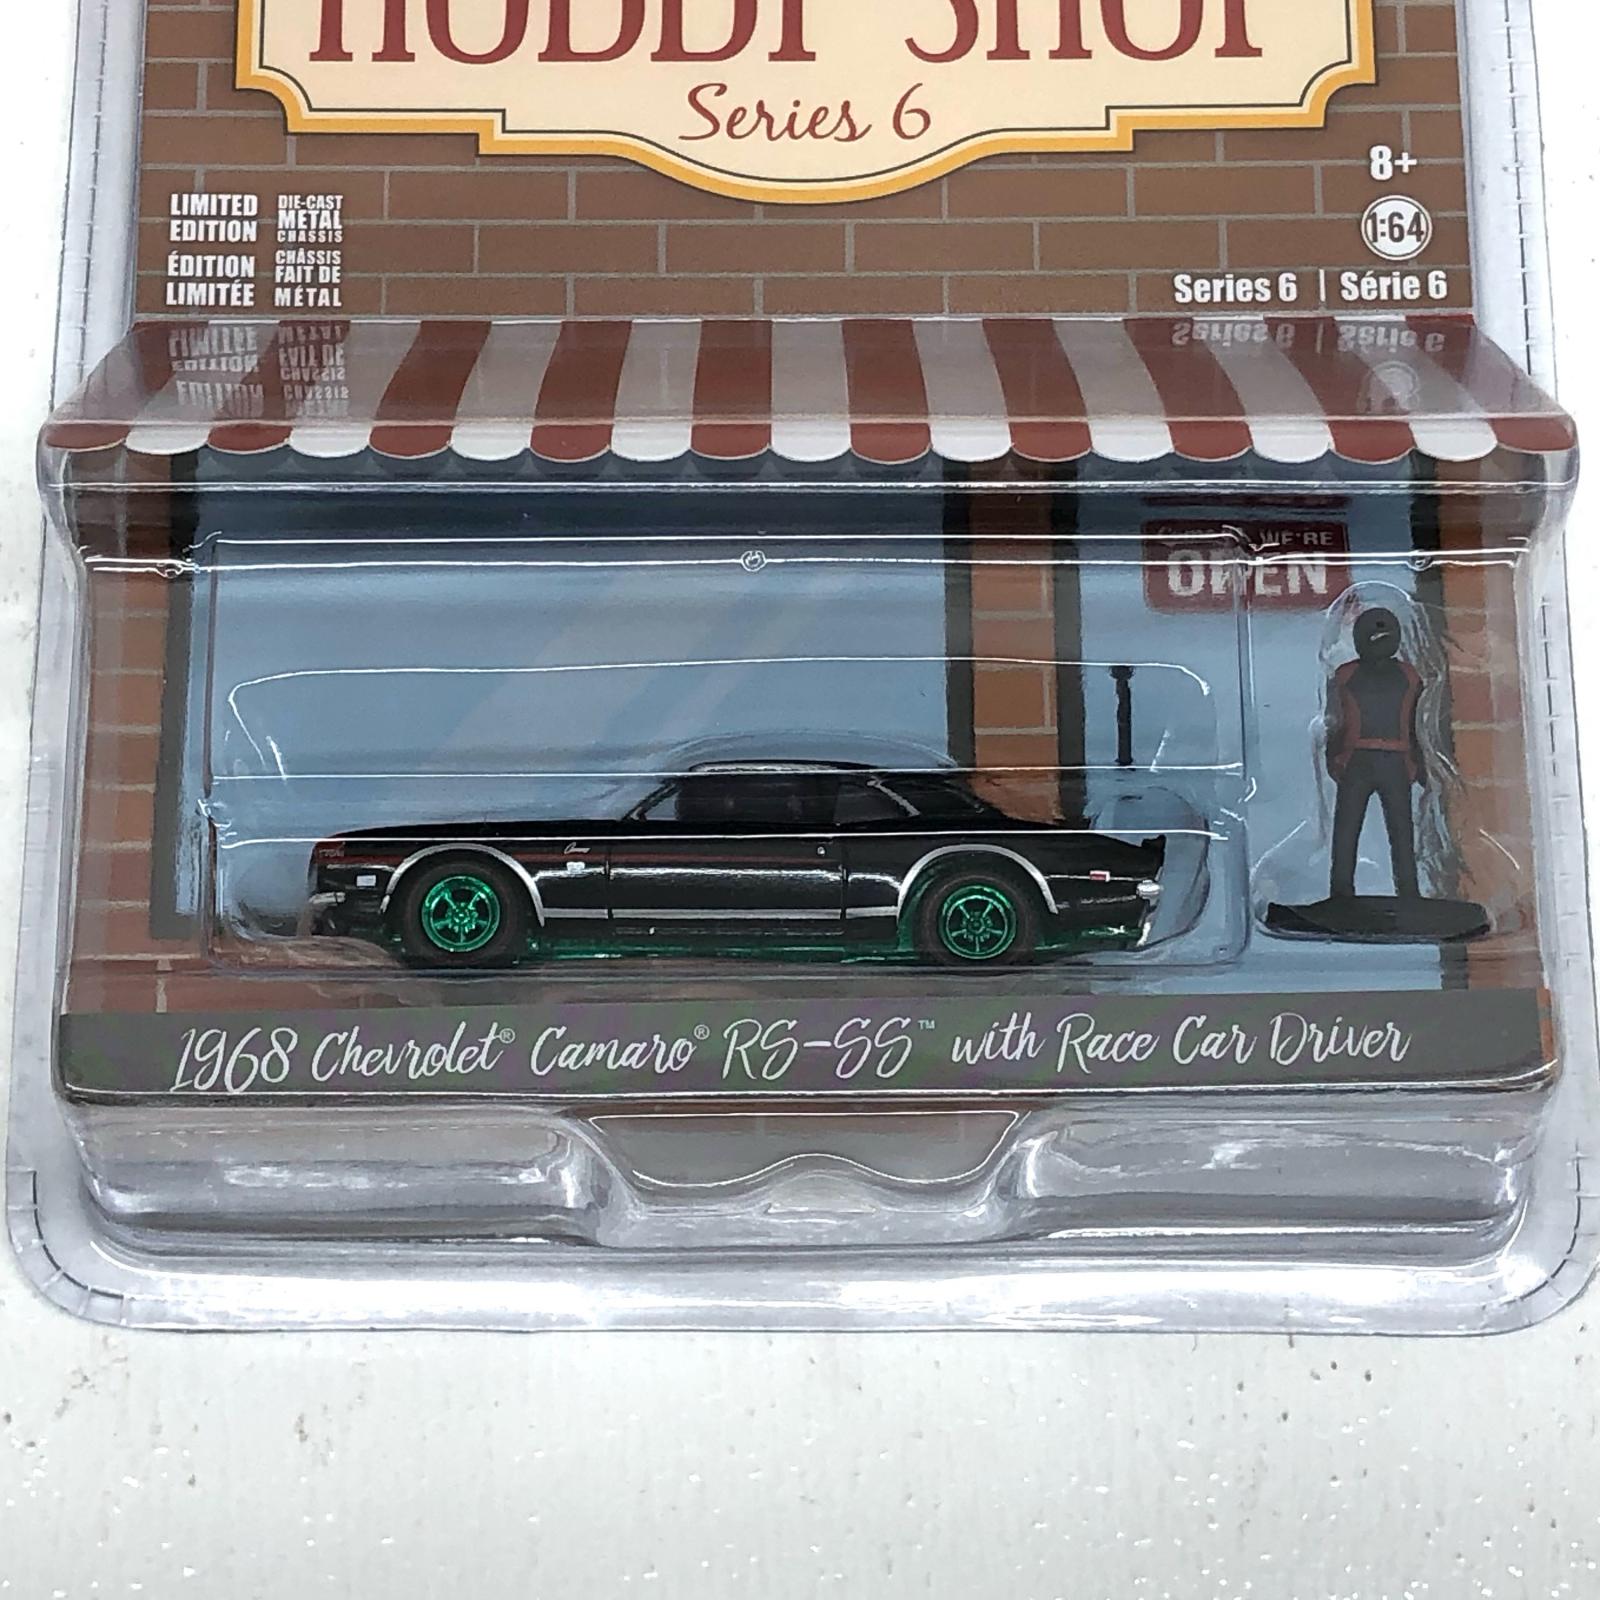 HOBBY SHOP
Series 6
8+
1:64
LIMITED EDITION
DIE-CAST METAL CHASSIS
ÉDITION LIMITÉE
CHÂSSIS FAIT DE MÉTAL
Series 6 | Série 6
WE'RE
OPEN
1968 Chevrolet® Camaro® RS-SS™ with Race Car Driver